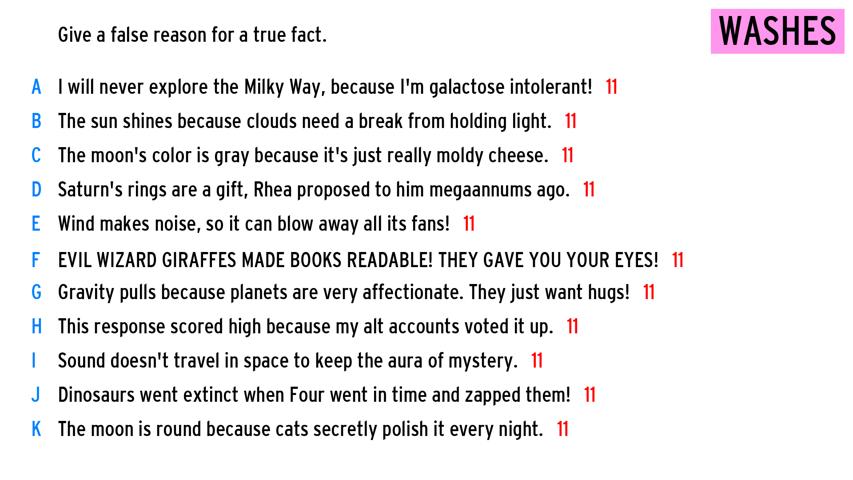 Give a false reason for a true fact.
WASHES
A I will never explore the Milky Way, because I'm galactose intolerant! 11
B The sun shines because clouds need a break from holding light. 11
C The moon's color is gray because it's just really moldy cheese. 11
D Saturn's rings are a gift, Rhea proposed to him megaannums ago. 11
E Wind makes noise, so it can blow away all its fans! 11
F EVIL WIZARD GIRAFFES MADE BOOKS READABLE! THEY GAVE YOU YOUR EYES! 11
G Gravity pulls because planets are very affectionate. They just want hugs! 11
H This response scored high because my alt accounts voted it up. 11
I Sound doesn't travel in space to keep the aura of mystery. 11
J Dinosaurs went extinct when Four went in time and zapped them! 11
K The moon is round because cats secretly polish it every night. 11